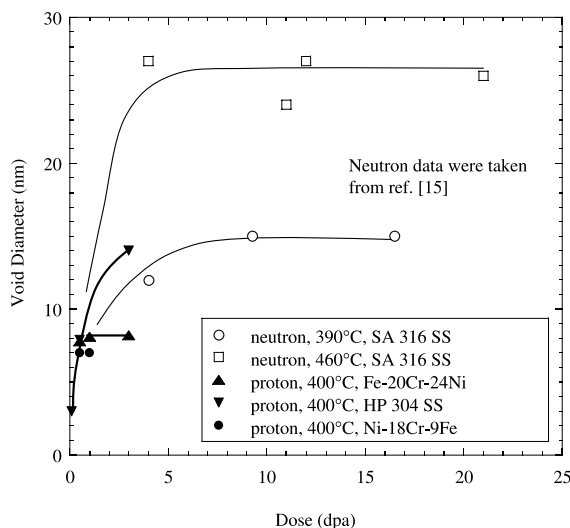 30
20
10
0
Void Diameter (nm)
Neutron data were taken
from ref. [15]
neutron, 390°C, SA 316 SS
neutron, 460°C, SA 316 SS
proton, 400°C, Fe-20Cr-24Ni
proton, 400°C, HP 304 SS
proton, 400°C, Ni-18Cr-9Fe
0 5 10 15 20 25
Dose (dpa)